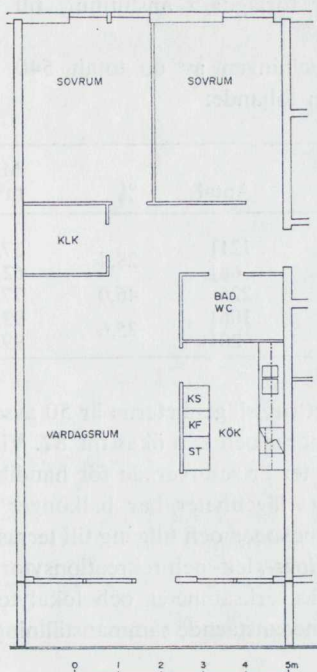 SOVRUM SOVRUM
KLK
BAD
WC
KS
KF
ST
VARDAGSRUM
KÖK
0 1 2 3 4 5m